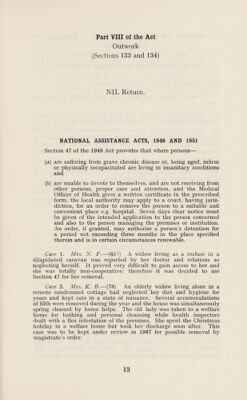 Part VIII of the Act
Outwork
(Sections 133 and 134)
NIL Return.
NATIONAL ASSISTANCE ACTS, 1948 AND 1951
Section 47 of the 1948 Act provides that where persons—
(a) are suffering from grave chronic disease or, being aged, infirm
or physically incapacitated are living in insanitary conditions
and
(b) are unable to devote to themselves, and are not receiving from
other persons, proper care and attention, and the Medical
Officer of Health gives a written certificate in the prescribed
form, the local authority may apply to a court, having juris-
diction, for an order to remove the person to a suitable and
convenient place e.g. hospital. Seven days clear notice must
be given of the intended application to the person concerned
and also to the person managing the premises or institution.
An order, if granted, may authorise a person's detention for
a period not exceeding three months in the place specified
therein and is in certain circumstances renewable.
Case 1. Mrs. N. F.—(65?) A widow living as a recluse in a
dilapidated caravan was reported by her doctor and relations as
neglecting herself. It proved very difficult to gain access to her and
she was totally non-cooperative: therefore it was decided to use
Section 47 for her removal.
Case 2. Mrs. K. B.—(78) An elderly widow living alone in a
remote condemned cottage had neglected her diet and hygiene for
years and kept cats in a state of nuisance. Several accumulations
of filth were removed during the year and the house was simultaneously
spring cleaned by home helps. The old lady was taken to a welfare
home for bathing and personal cleansing while health inspectors
dealt with a flea infestation of the premises. She spent the Christmas
holiday in a welfare home but took her discharge soon after. This
case was to be kept under review in 1967 for possible removal by
magistrate's order.
13